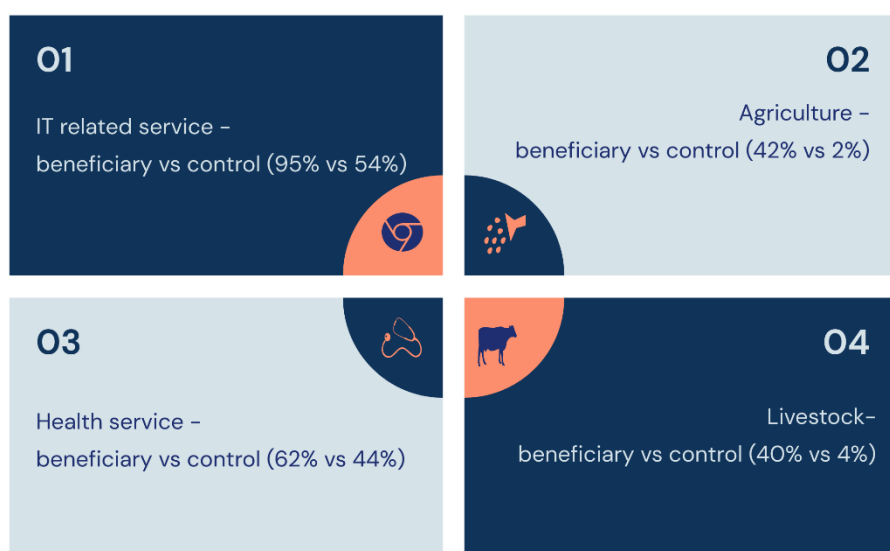 01
IT related service -
beneficiary vs control (95% vs 54%)
02
Agriculture -
beneficiary vs control (42% vs 2%)
03
Health service -
beneficiary vs control (62% vs 44%)
04
Livestock-
beneficiary vs control (40% vs 4%)